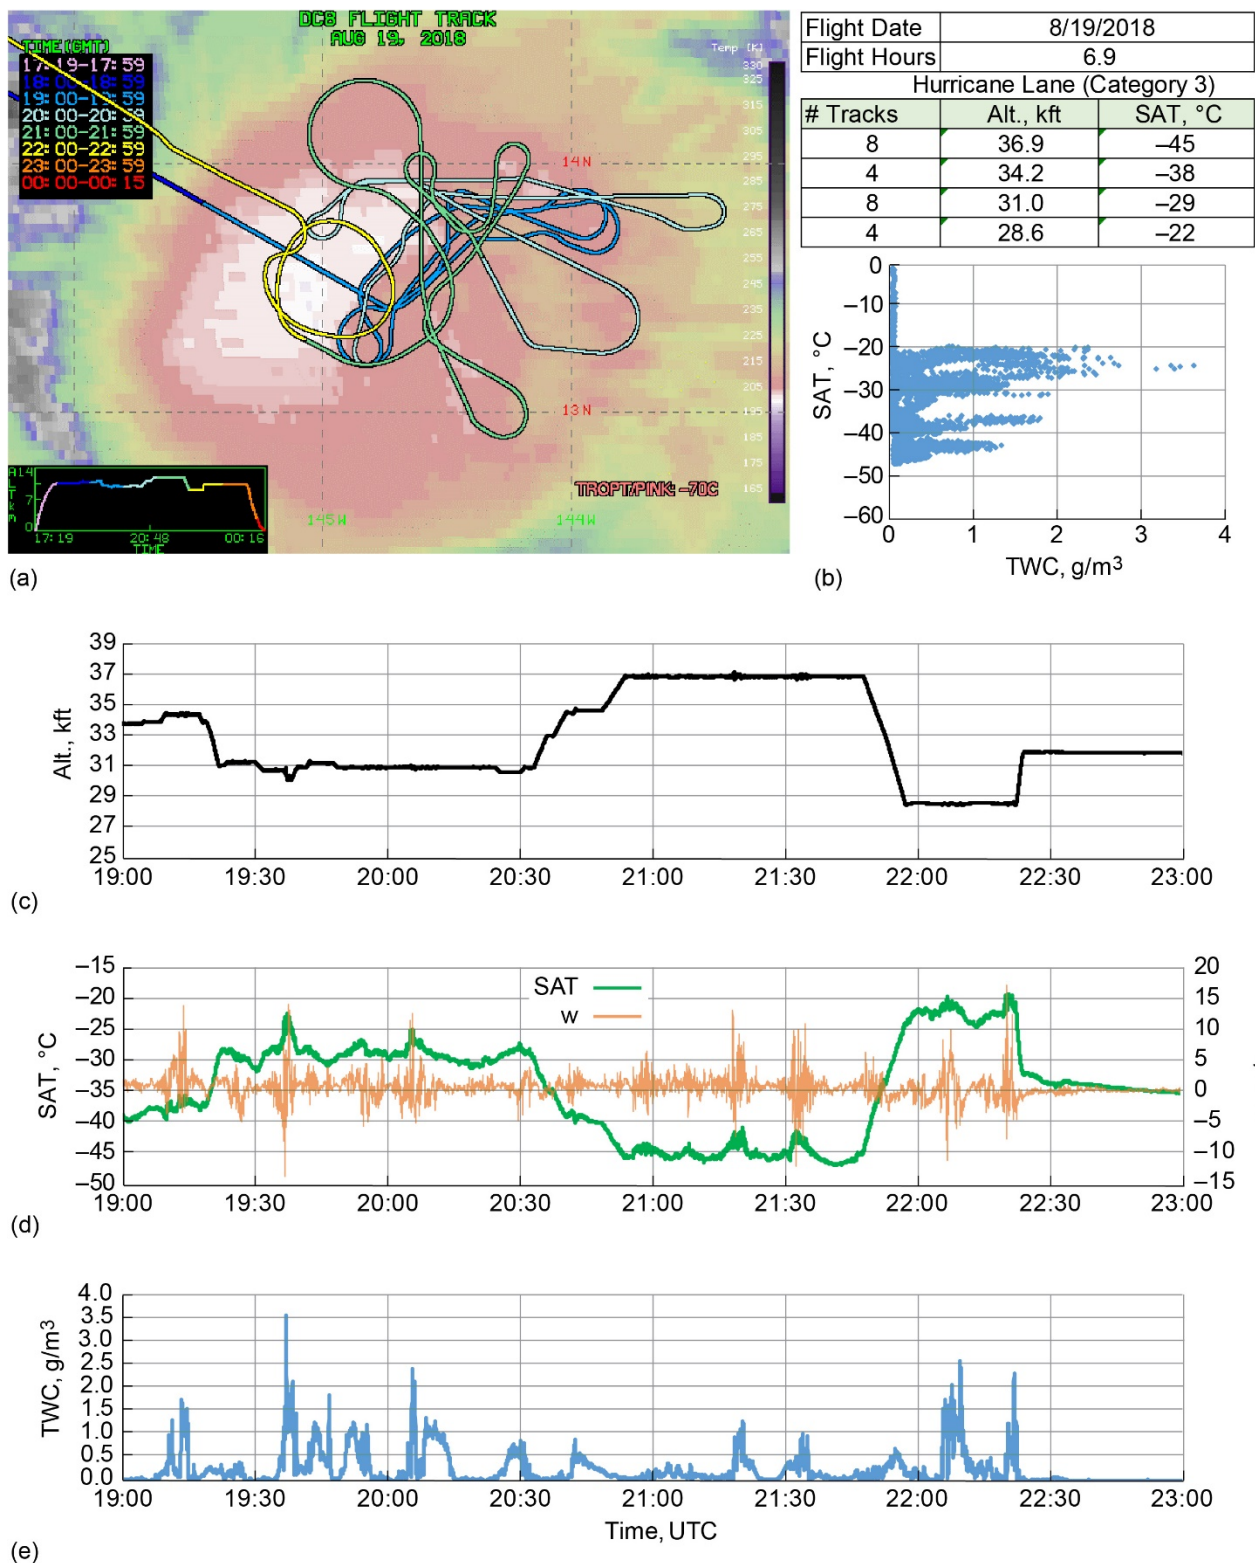 DC8 FLIGHT TRACK
AUG 19, 2018
TIME(GMT)
17:19-17:59
18:00-18:59
19:00-19:59
20:00-20:59
21:00-21:59
22:00-22:59
23:00-23:59
00:00-00:15
Temp [K]
330
325
315
305
295
285
275
265
255
245
235
225
215
205
195
185
175
165
14N
13N
145W
144W
TROPT/PINK: -70C
ALT KM
14
7
0
17:19 20:48 00:16
TIME
(a)
Flight Date 8/19/2018
Flight Hours 6.9
Hurricane Lane (Category 3)
# Tracks Alt., kft SAT, °C
8 36.9 –45
4 34.2 –38
8 31.0 –29
4 28.6 –22
SAT, °C
0
–10
–20
–30
–40
–50
–60
0 1 2 3 4
TWC, g/m3
(b)
Alt., kft
39
37
35
33
31
29
27
25
19:00 19:30 20:00 20:30 21:00 21:30 22:00 22:30 23:00
(c)
SAT, °C
–15
–20
–25
–30
–35
–40
–45
–50
SAT
w
20
15
10
5
0
–5
–10
–15
19:00 19:30 20:00 20:30 21:00 21:30 22:00 22:30 23:00
(d)
TWC, g/m3
4.0
3.5
3.0
2.5
2.0
1.5
1.0
0.5
0.0
19:00 19:30 20:00 20:30 21:00 21:30 22:00 22:30 23:00
Time, UTC
(e)